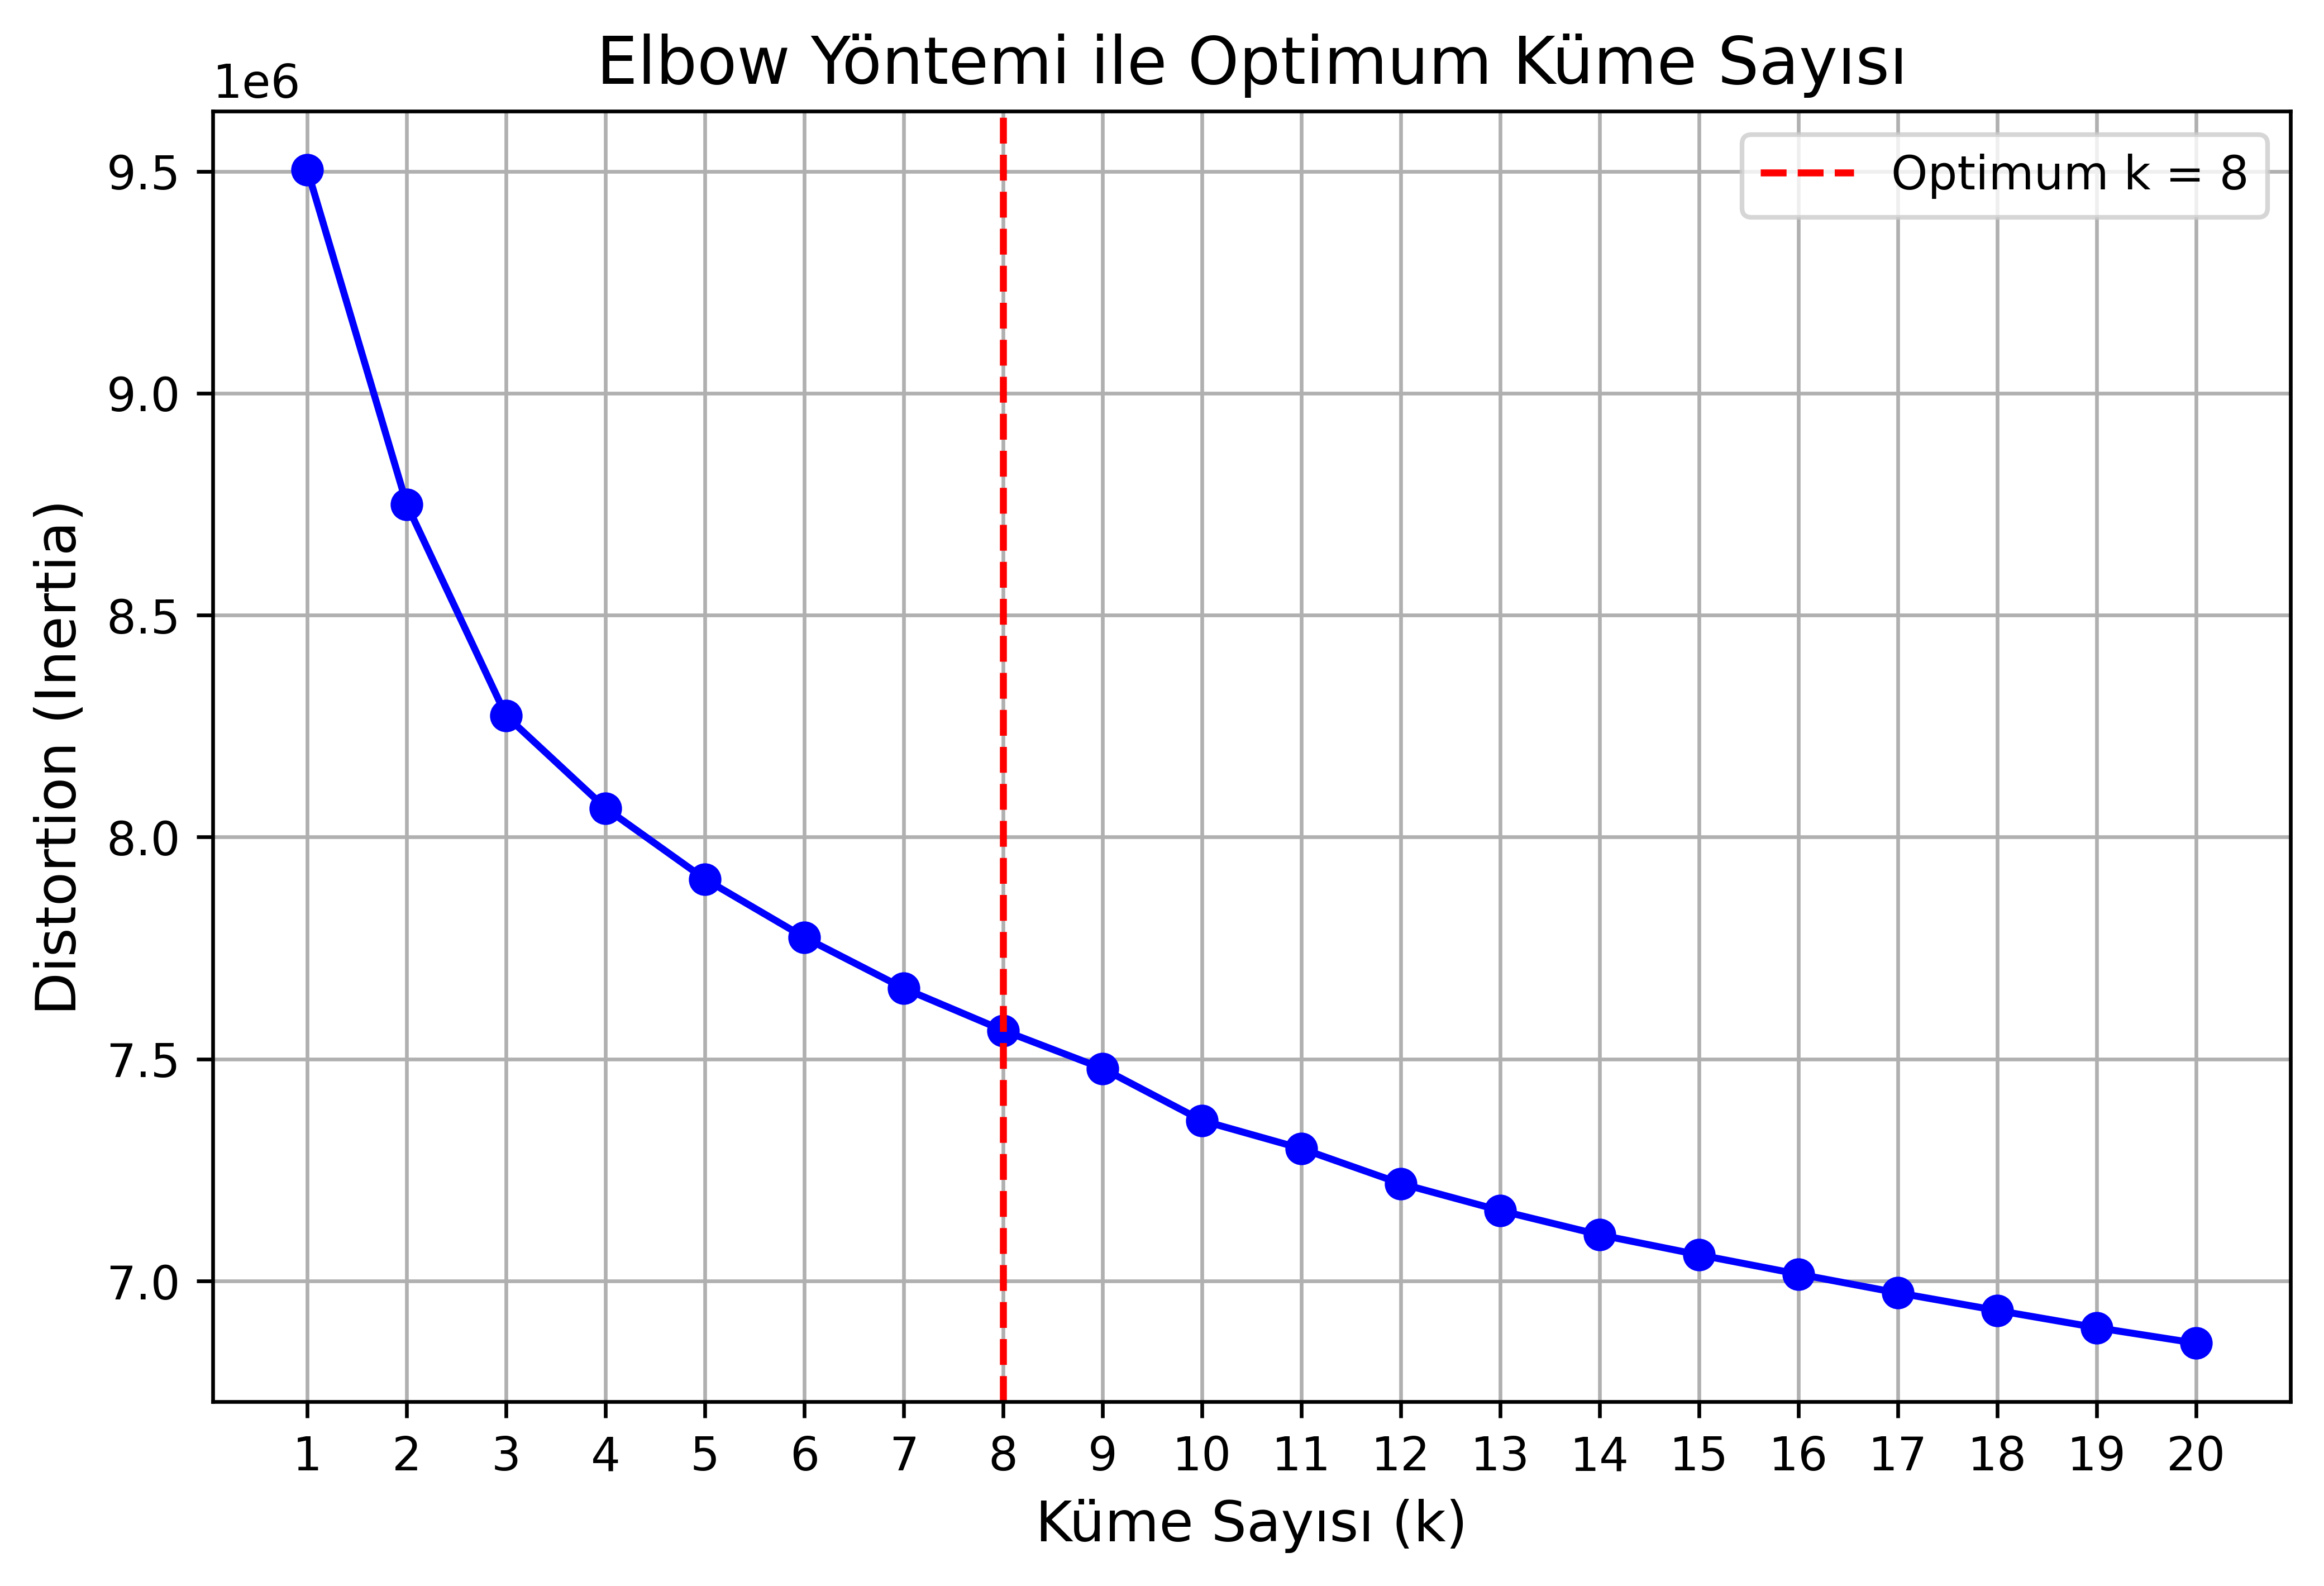 Elbow Yöntemi ile Optimum Küme Sayısı
1e6
Optimum k = 8
9.5
9.0
8.5
8.0
7.5
7.0
Distortion (Inertia)
1 2 3 4 5 6 7 8 9 10 11 12 13 14 15 16 17 18 19 20
Küme Sayısı (k)